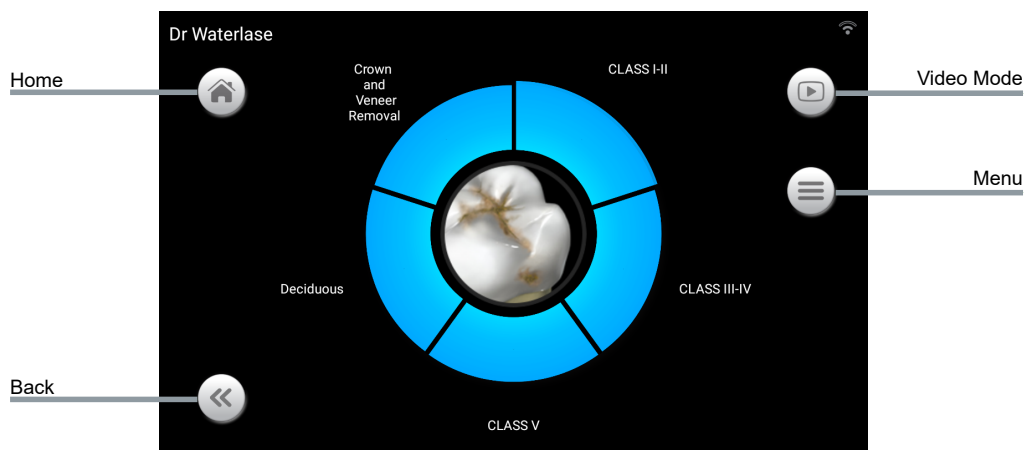 Dr Waterlase
Home
Crown
and
Veneer
Removal
CLASS I-II
Video Mode
Menu
Deciduous
CLASS III-IV
Back
CLASS V